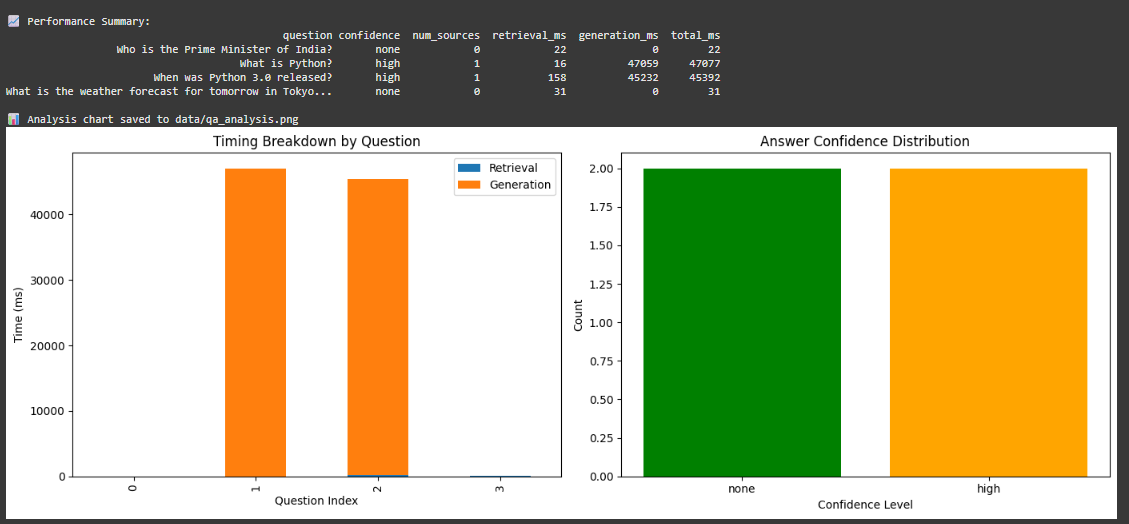 📈 Performance Summary:
question confidence num_sources retrieval_ms generation_ms total_ms
Who is the Prime Minister of India? none 0 22 0 22
What is Python? high 1 16 47059 47077
When was Python 3.0 released? high 1 158 45232 45392
What is the weather forecast for tomorrow in Tokyo... none 0 31 0 31
📊 Analysis chart saved to data/qa_analysis.png
Timing Breakdown by Question
Retrieval
Generation
Time (ms)
40000
30000
20000
10000
0
0 1 2 3
Question Index
Answer Confidence Distribution
Count
2.00
1.75
1.50
1.25
1.00
0.75
0.50
0.25
0.00
none high
Confidence Level